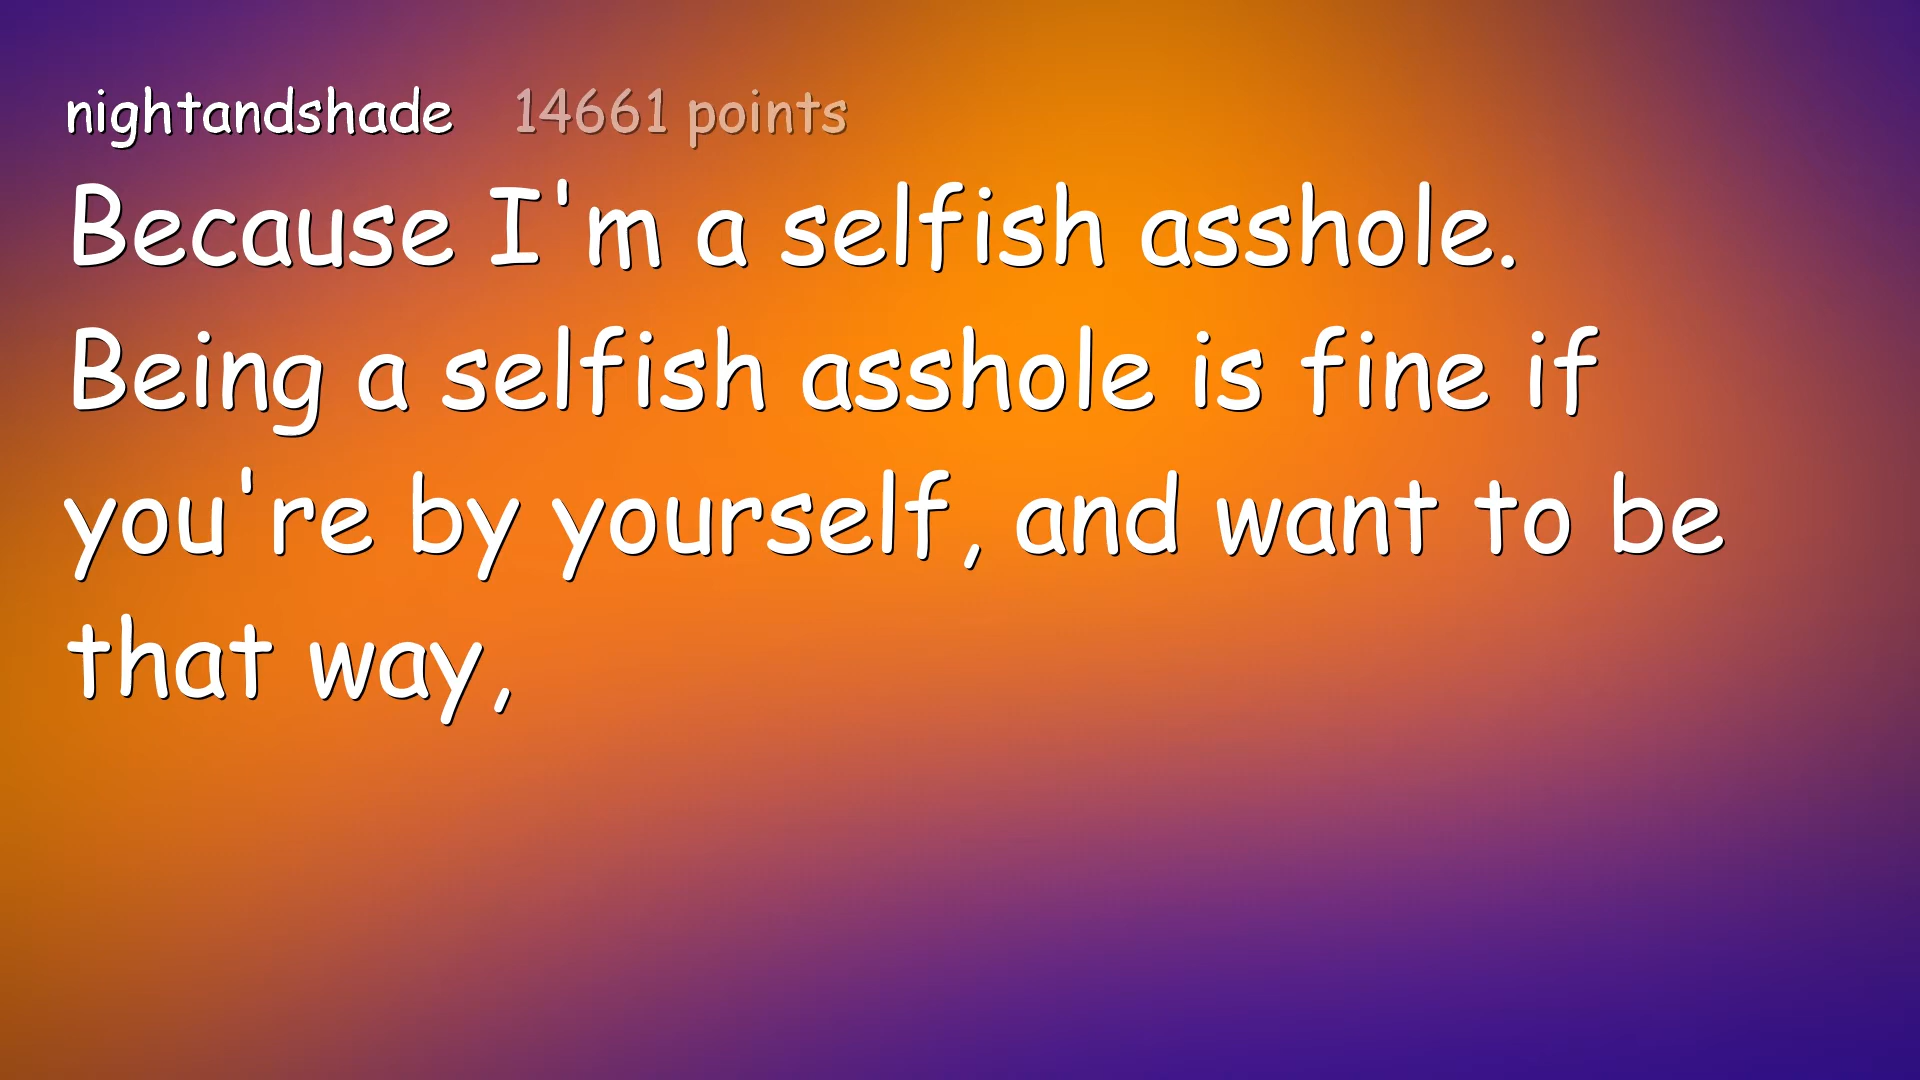 nightandshade 14661 points
Because I'm a selfish asshole.
Being a selfish asshole is fine if
you're by yourself, and want to be
that way,